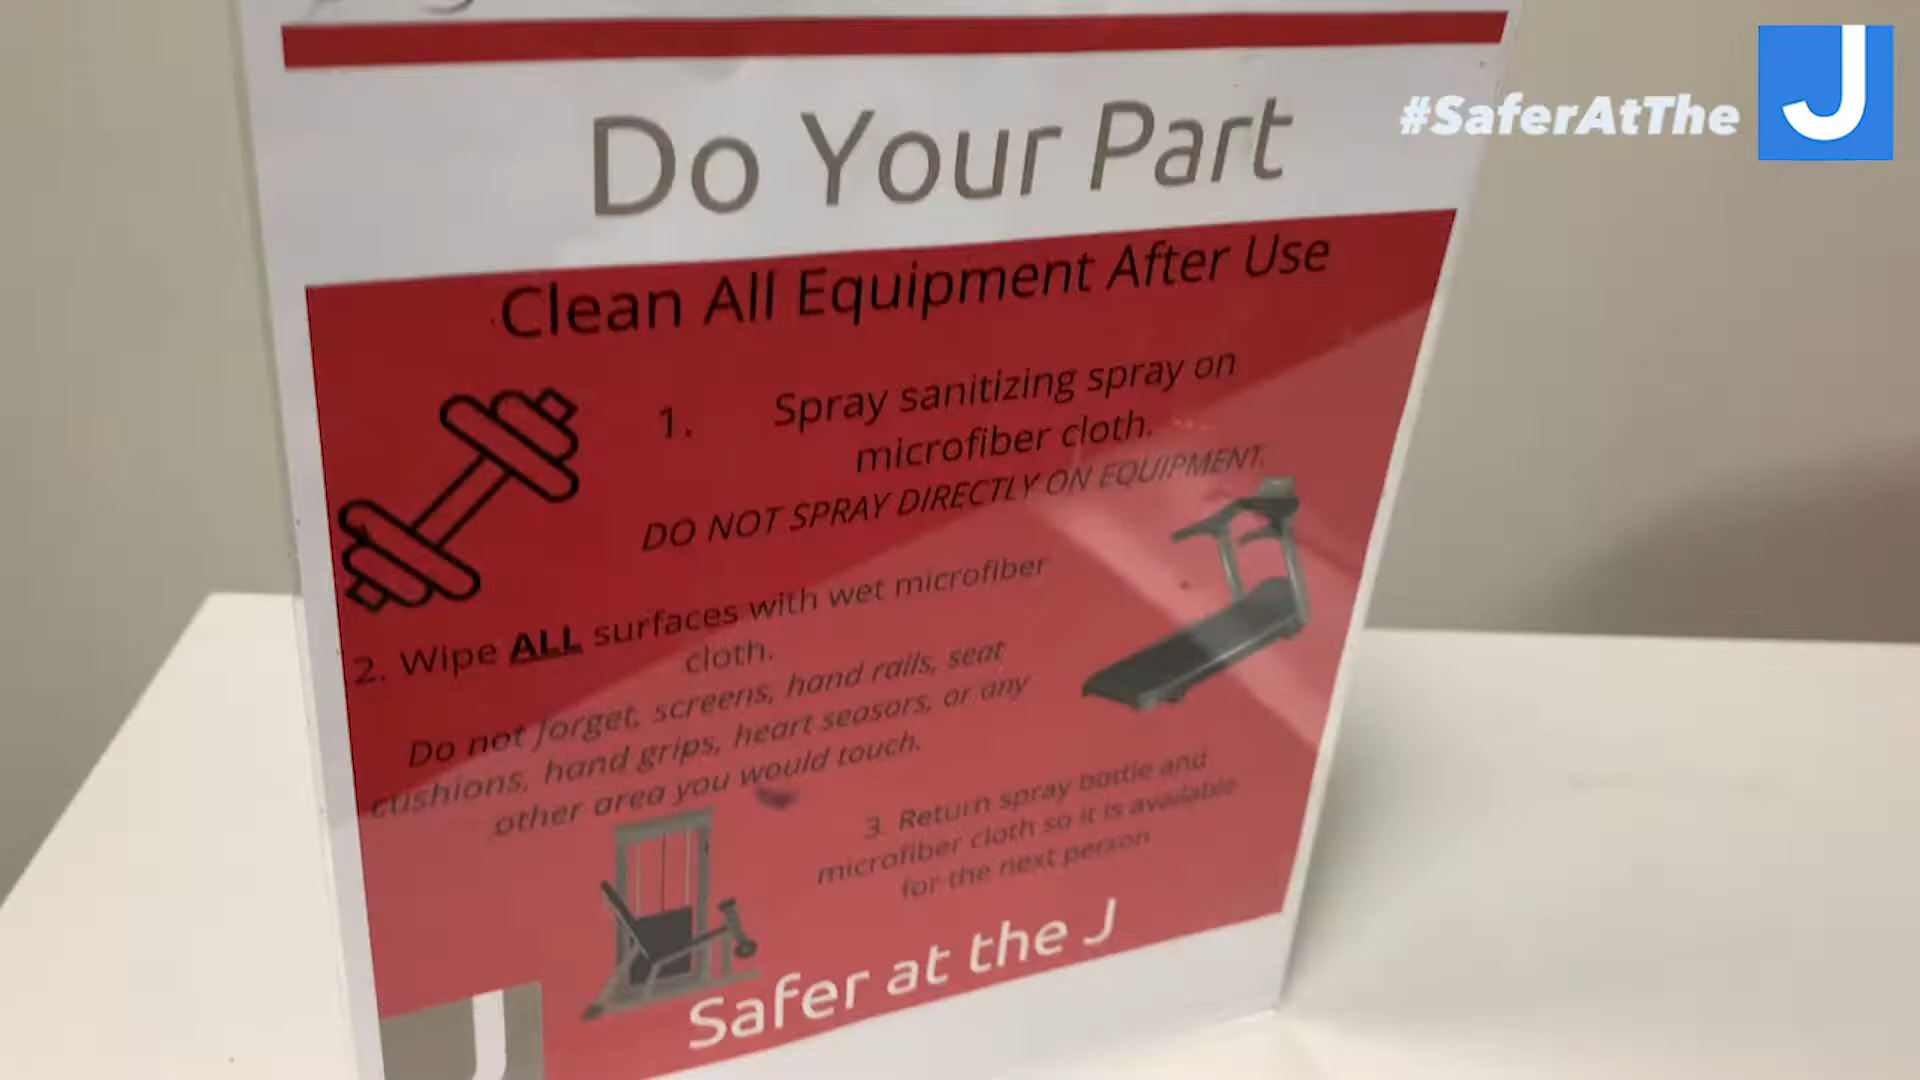 #SaferAtThe J
Do Your Part
Clean All Equipment After Use
1. Spray sanitizing spray on
microfiber cloth.
DO NOT SPRAY DIRECTLY ON EQUIPMENT.
2. Wipe ALL surfaces with wet microfiber
cloth.
Do not forget, screens, hand rails, seat
cushions, hand grips, heart seasors, or any
other area you would touch.
3. Return spray bottle and
microfiber cloth so it is available
for the next person
Safer at the J
J